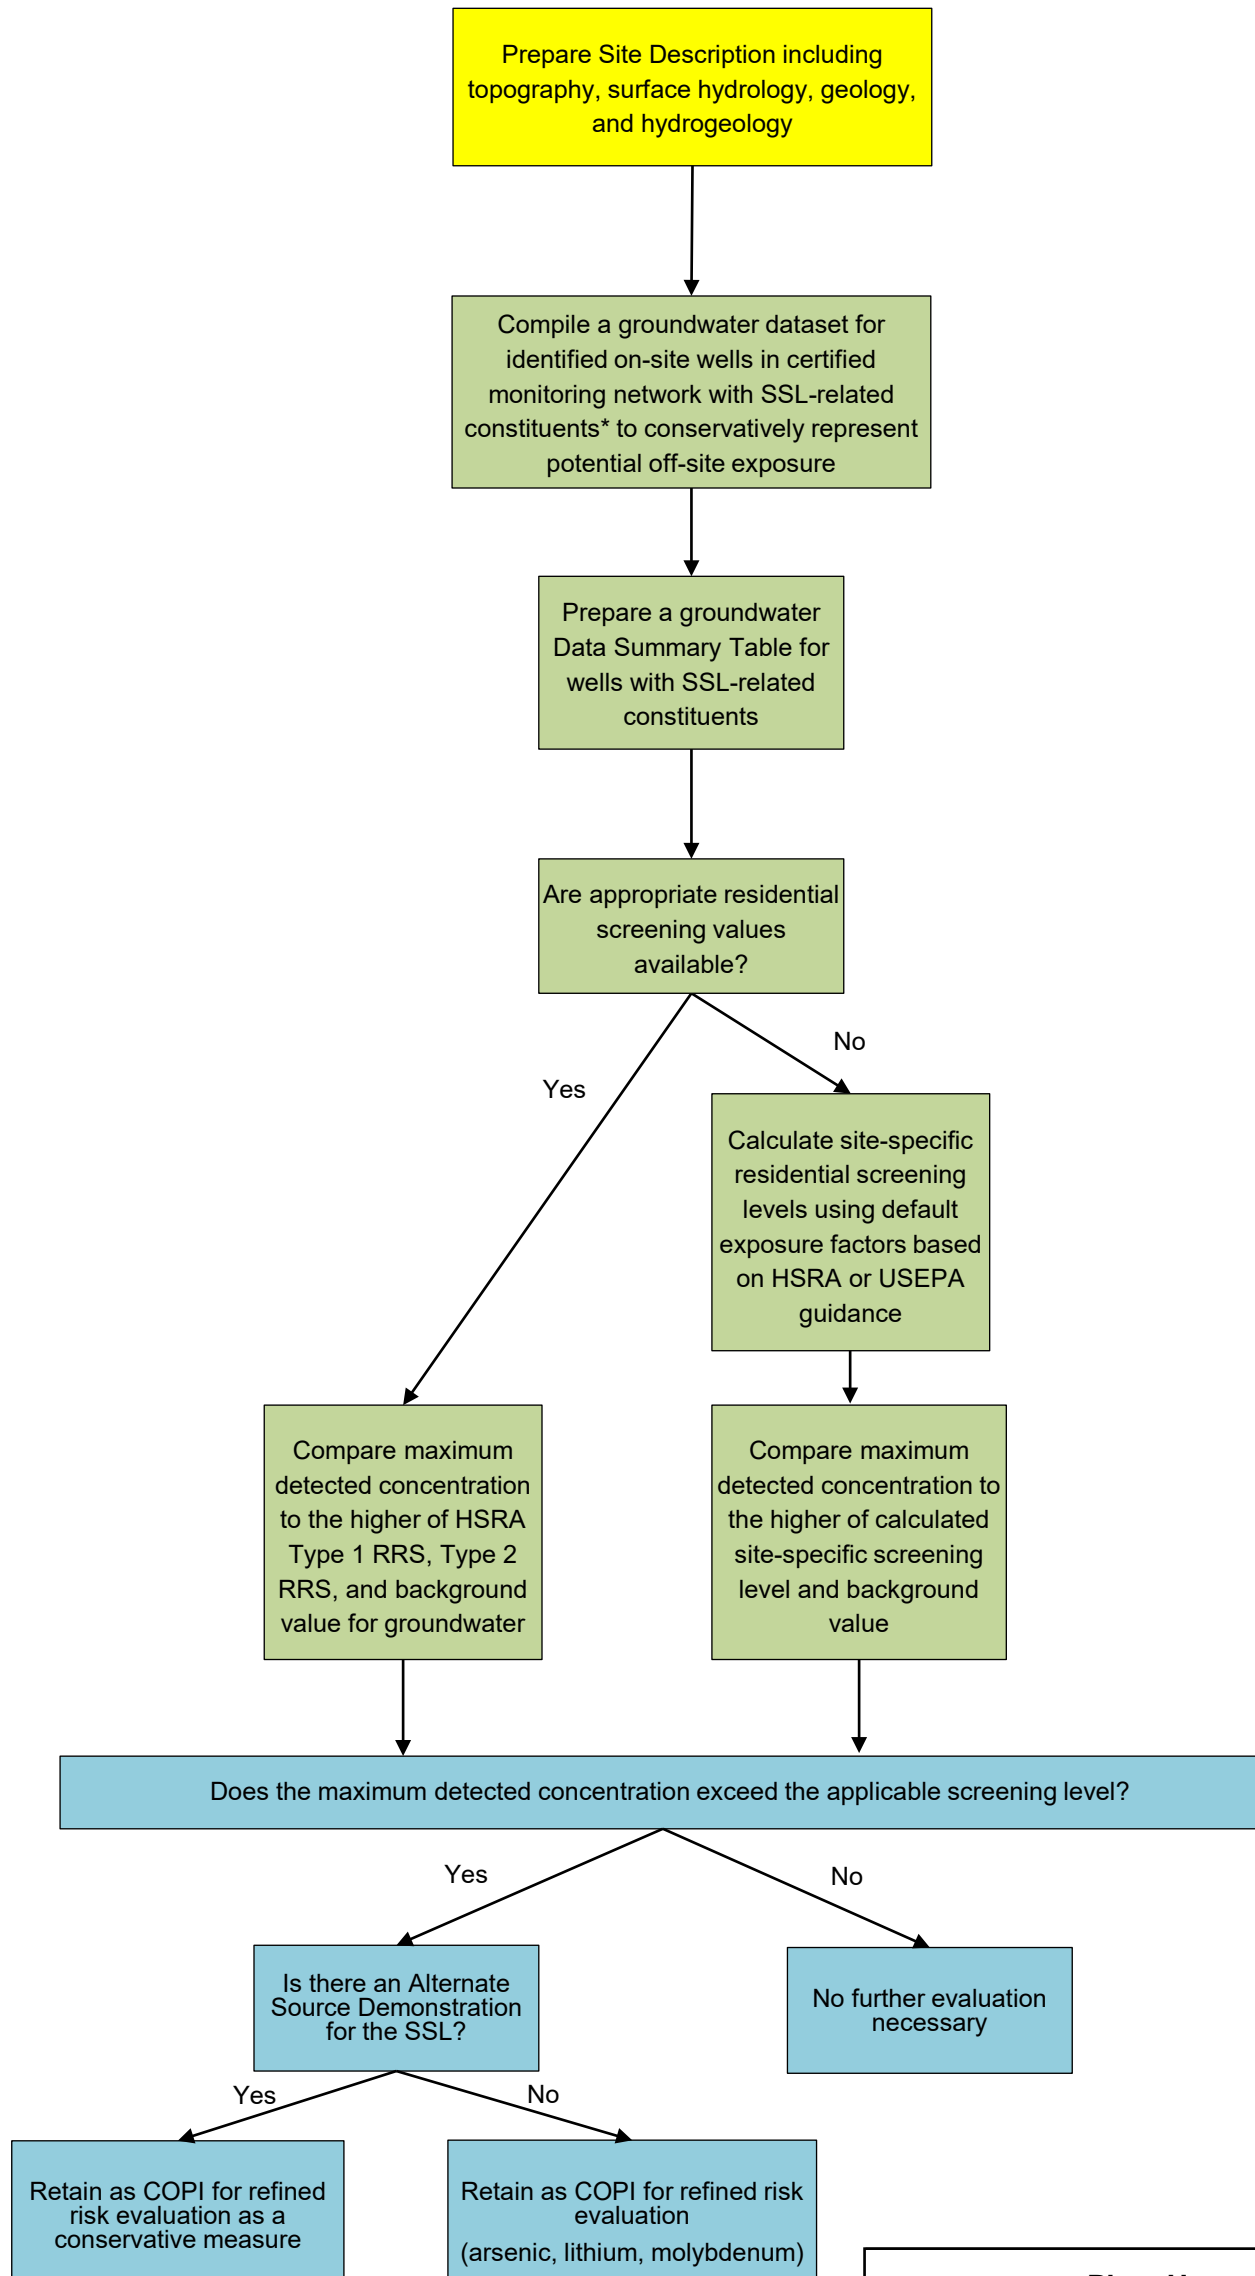 Prepare Site Description including
topography, surface hydrology, geology,
and hydrogeology
Compile a groundwater dataset for
identified on-site wells in certified
monitoring network with SSL-related
constituents* to conservatively represent
potential off-site exposure
Prepare a groundwater
Data Summary Table for
wells with SSL-related
constituents
Are appropriate residential
screening values
available?
No
Yes
Calculate site-specific
residential screening
levels using default
exposure factors based
on HSRA or USEPA
guidance
Compare maximum
detected concentration
to the higher of HSRA
Type 1 RRS, Type 2
RRS, and background
value for groundwater
Compare maximum
detected concentration to
the higher of calculated
site-specific screening
level and background
value
Does the maximum detected concentration exceed the applicable screening level?
Yes
No
Is there an Alternate
Source Demonstration
for the SSL?
No further evaluation
necessary
Yes
No
Retain as COPI for refined
risk evaluation as a
conservative measure
Retain as COPI for refined risk
evaluation
(arsenic, lithium, molybdenum)